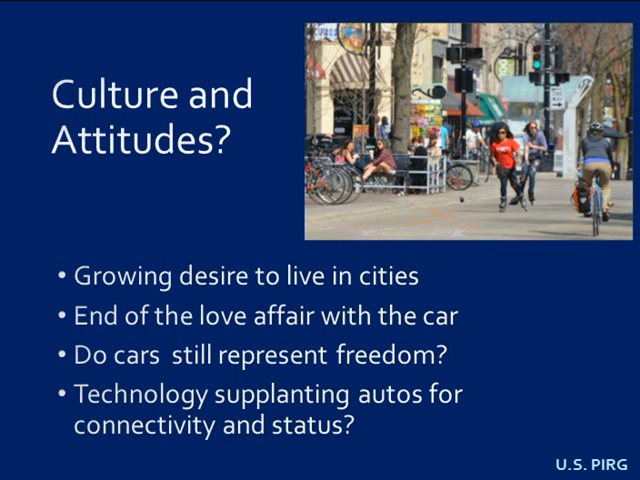 Culture and
Attitudes?
• Growing desire to live in cities
• End of the love affair with the car
• Do cars still represent freedom?
• Technology supplanting autos for
connectivity and status?
U.S. PIRG